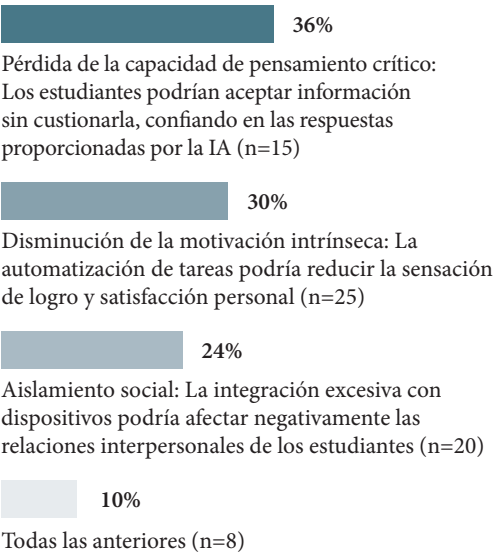 36%
Pérdida de la capacidad de pensamiento crítico:
Los estudiantes podrían aceptar información
sin custionarla, confiando en las respuestas
proporcionadas por la IA (n=15)
30%
Disminución de la motivación intrínseca: La
automatización de tareas podría reducir la sensación
de logro y satisfacción personal (n=25)
24%
Aislamiento social: La integración excesiva con
dispositivos podría afectar negativamente las
relaciones interpersonales de los estudiantes (n=20)
10%
Todas las anteriores (n=8)